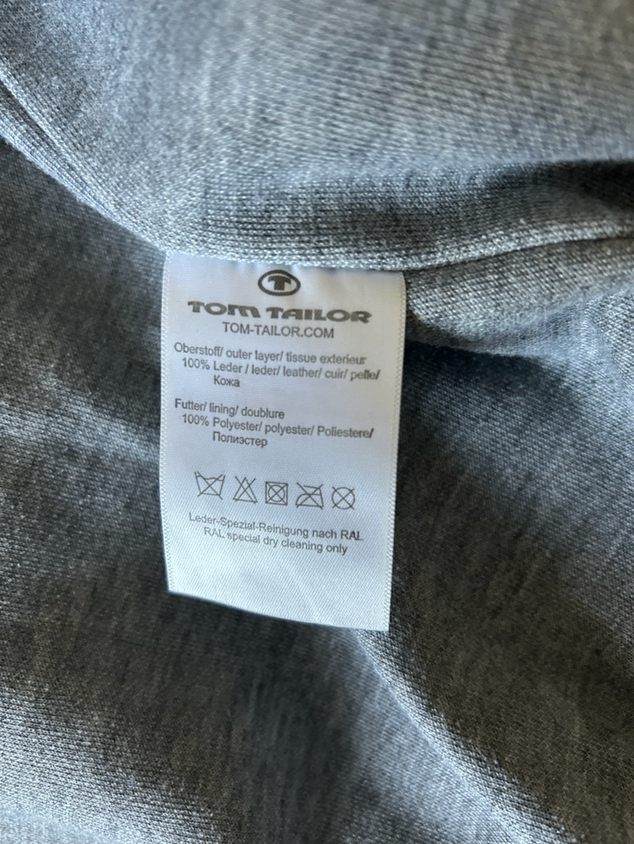 TOM TAILOR
TOM-TAILOR.COM
Oberstoff/ outer layer/ tissue exterieur
100% Leder / leder/ leather/ cuir/ pelle/
Кожа
Futter/ lining/ doublure
100% Polyester/ polyester/ Poliestere/
Полиэстер
Leder-Spezial-Reinigung nach RAL
RAL special dry cleaning only